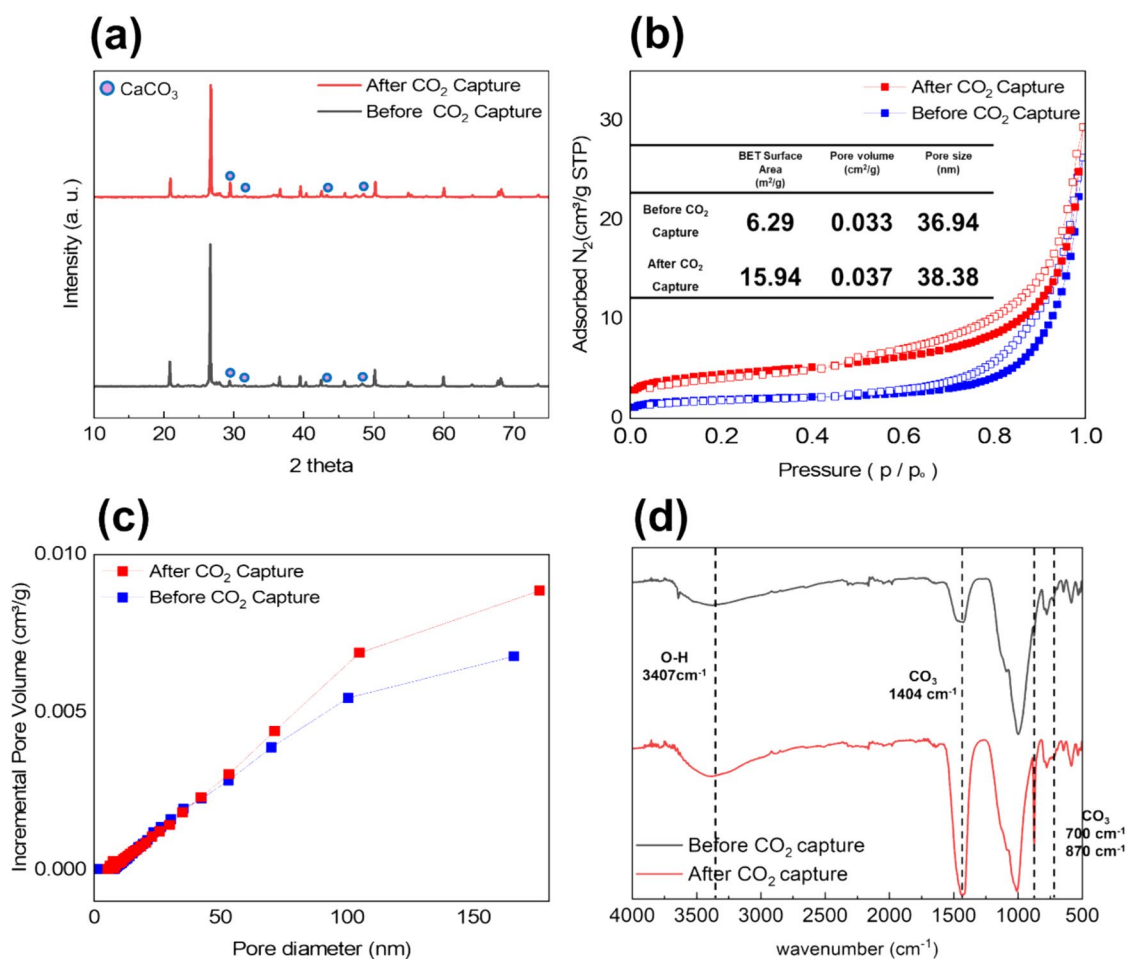 (a)
CaCO₃
After CO₂ Capture
Before CO₂ Capture
Intensity (a. u.)
10 20 30 40 50 60 70
2 theta
(b)
After CO₂ Capture
Before CO₂ Capture
Adsorbed N₂(cm³/g STP)
30
20
10
0
BET Surface Area (m²/g)
Pore volume (cm²/g)
Pore size (nm)
Before CO₂ Capture
6.29 0.033 36.94
After CO₂ Capture
15.94 0.037 38.38
0.0 0.2 0.4 0.6 0.8 1.0
Pressure ( p / pₒ )
(c)
After CO₂ Capture
Before CO₂ Capture
Incremental Pore Volume (cm³/g)
0.010
0.005
0.000
0 50 100 150
Pore diameter (nm)
(d)
O-H
3407cm⁻¹
CO₃
1404 cm⁻¹
CO₃
700 cm⁻¹
870 cm⁻¹
Before CO₂ capture
After CO₂ capture
4000 3500 3000 2500 2000 1500 1000 500
wavenumber (cm⁻¹)